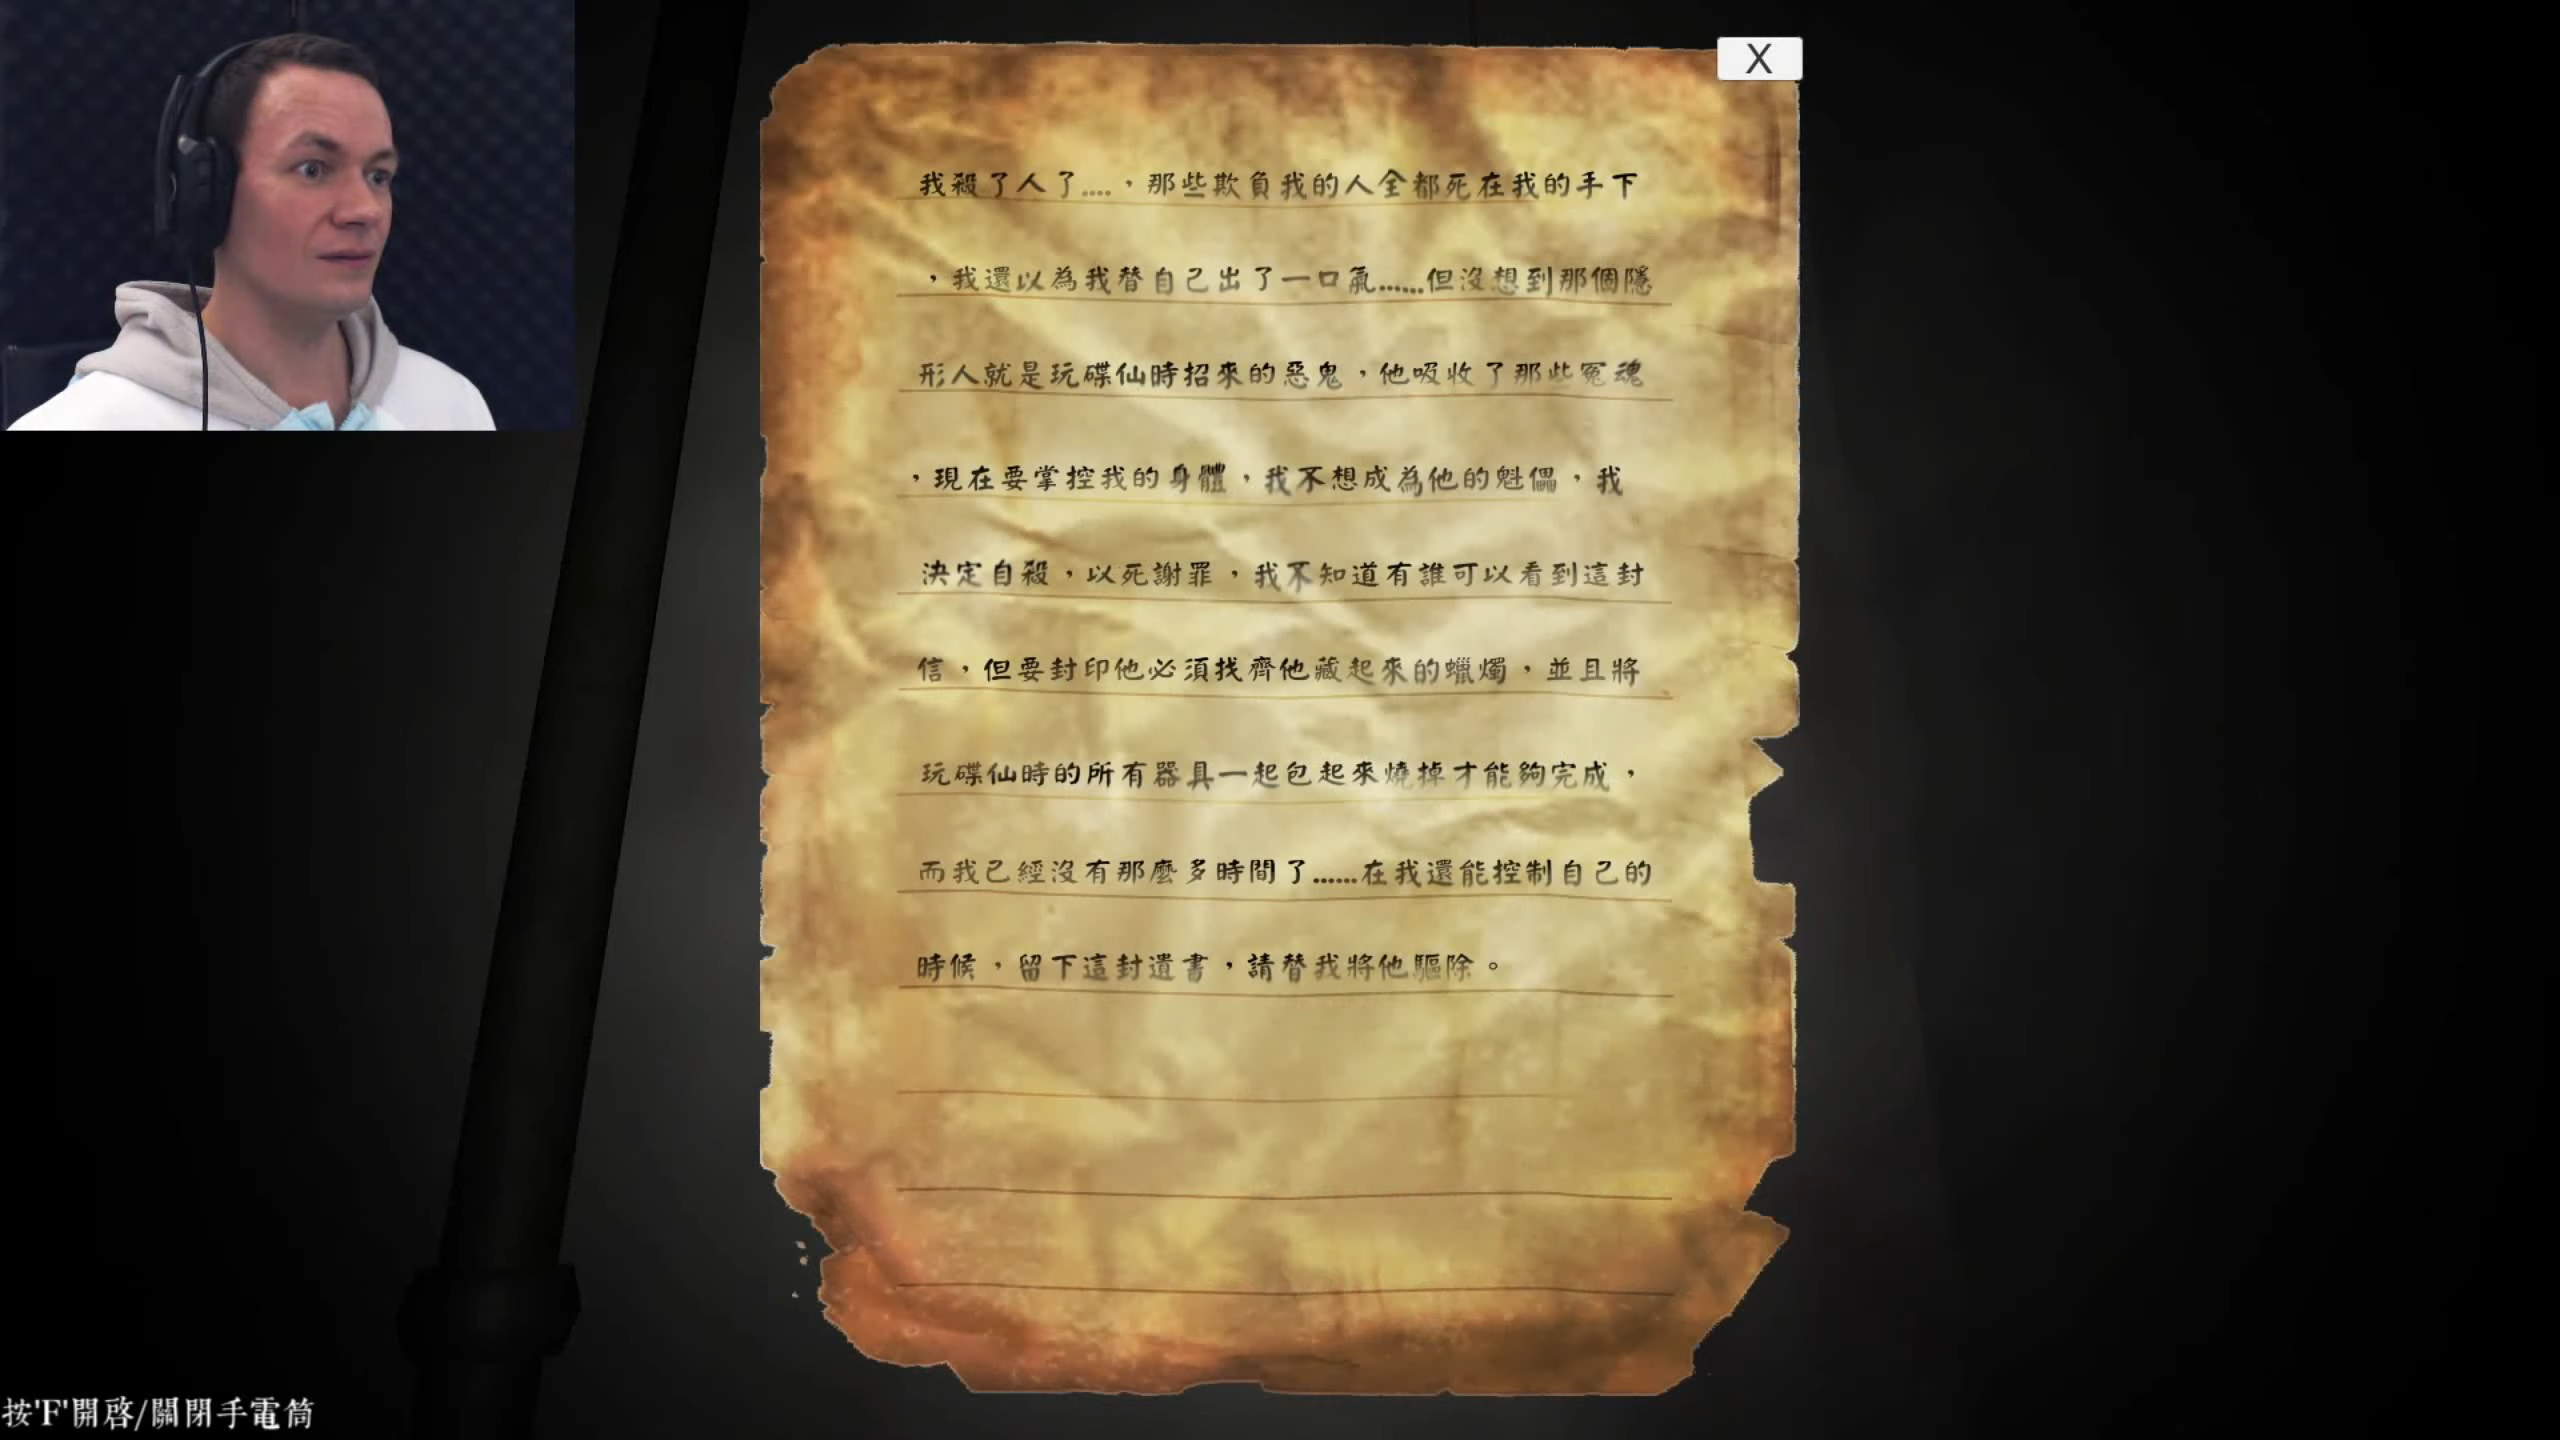 X
我殺了人了....，那些欺負我的人全都死在我的手下
，我還以為我替自己出了一口氣......但沒想到那個隱
形人就是玩碟仙時招來的惡鬼，他吸收了那些冤魂
，現在要掌控我的身體，我不想成為他的魁儡，我
決定自殺，以死謝罪，我不知道有誰可以看到這封
信，但要封印他必須找齊他藏起來的蠟燭，並且將
玩碟仙時的所有器具一起包起來燒掉才能夠完成，
而我已經沒有那麼多時間了......在我還能控制自己的
時候，留下這封遺書，請替我將他驅除。
按'F'開啓/關閉手電筒